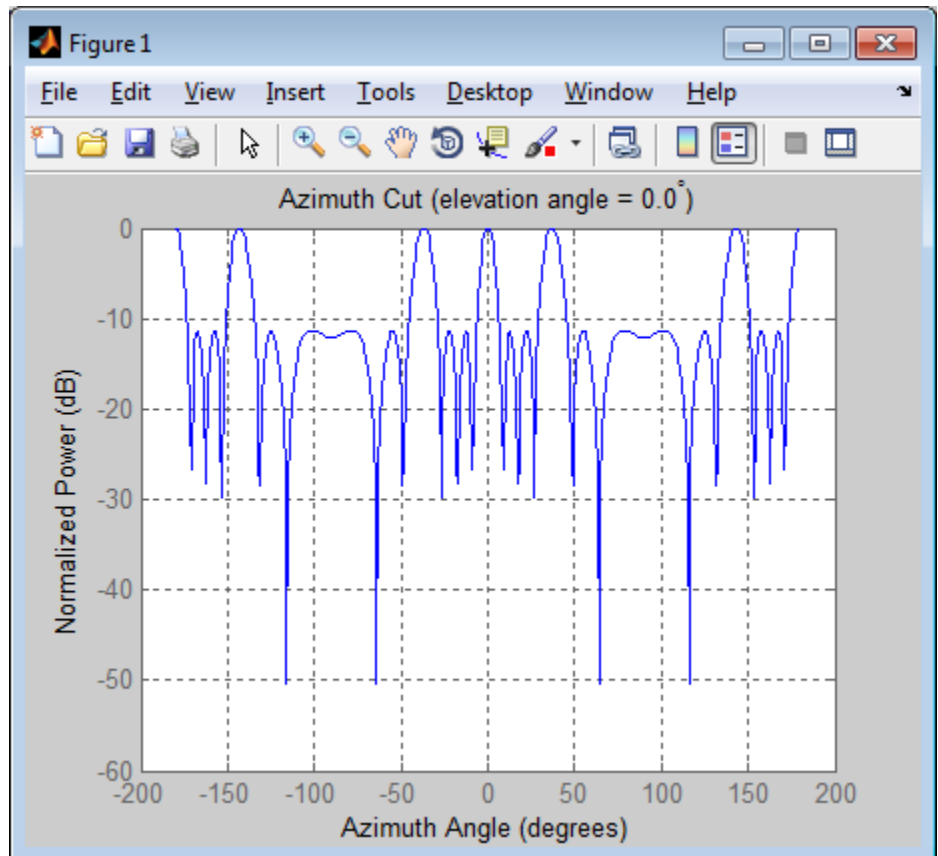 Figure 1
File Edit View Insert Tools Desktop Window Help
Azimuth Cut (elevation angle = 0.0°)
0
-10
-20
-30
-40
-50
-60
Normalized Power (dB)
-200 -150 -100 -50 0 50 100 150 200
Azimuth Angle (degrees)